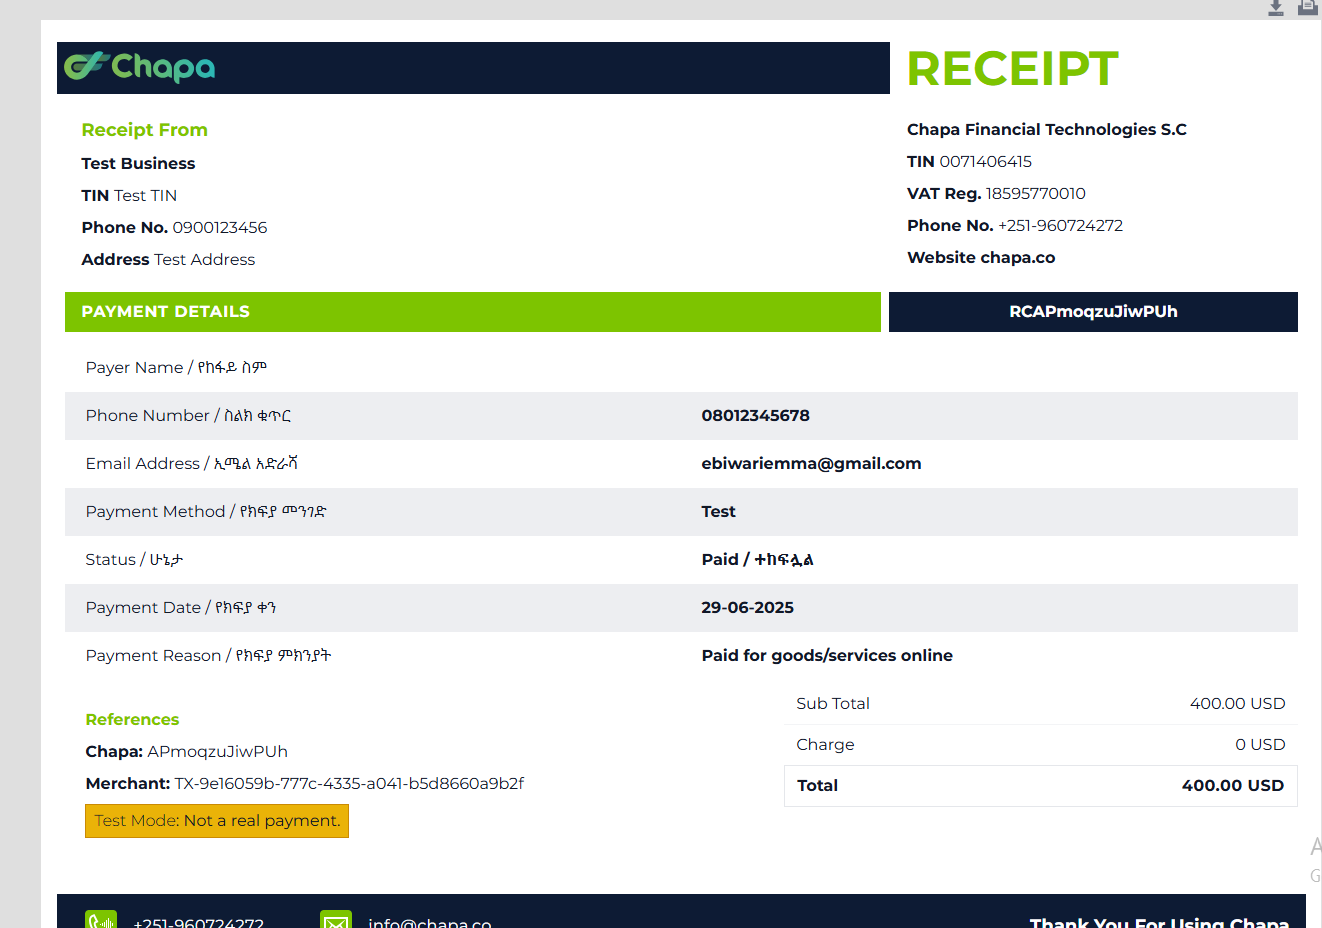 Chapa
RECEIPT
Receipt From
Test Business
TIN Test TIN
Phone No. 0900123456
Address Test Address
Chapa Financial Technologies S.C
TIN 0071406415
VAT Reg. 18595770010
Phone No. +251-960724272
Website chapa.co
PAYMENT DETAILS
RCAPmoqzuJiwPUh
Payer Name / የከፋይ ስም
Phone Number / ስልክ ቁጥር 08012345678
Email Address / ኢሜል አድራሻ ebiwariemma@gmail.com
Payment Method / የክፍያ መንገድ Test
Status / ሁኔታ Paid / ተከፍሏል
Payment Date / የክፍያ ቀን 29-06-2025
Payment Reason / የክፍያ ምክንያት Paid for goods/services online
Sub Total 400.00 USD
Charge 0 USD
Total 400.00 USD
References
Chapa: APmoqzuJiwPUh
Merchant: TX-9e16059b-777c-4335-a041-b5d8660a9b2f
Test Mode: Not a real payment.
+251-960724272
info@chapa.co
Thank You For Using Chapa